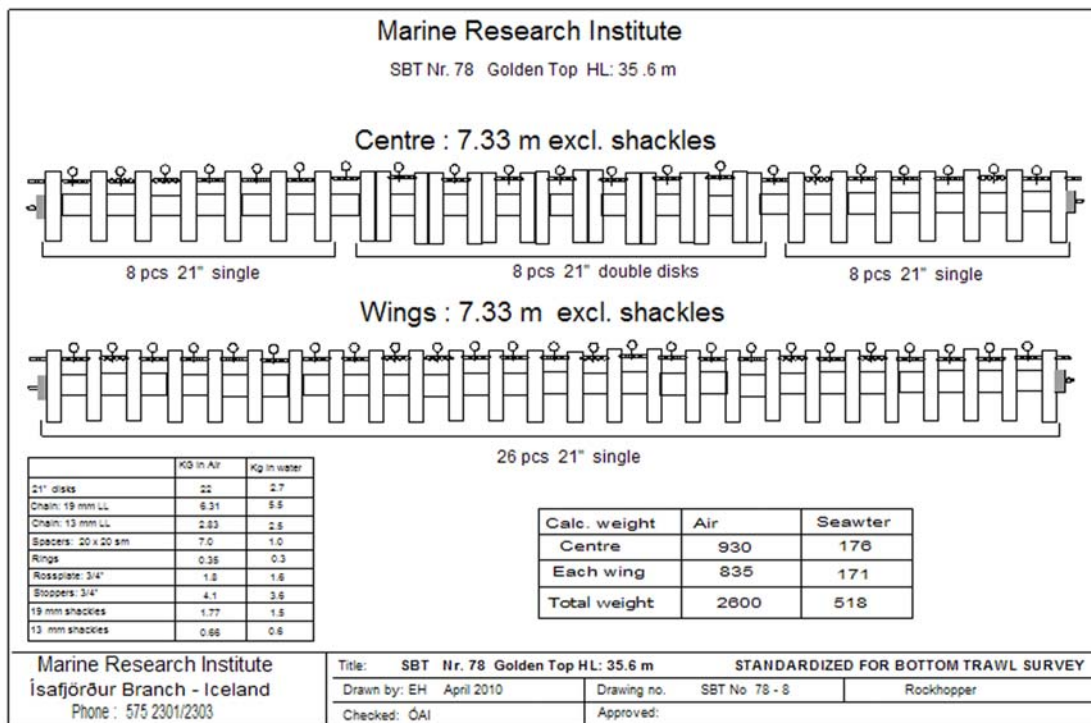 Marine Research Institute
SBT Nr. 78 Golden Top HL: 35 .6 m
Centre : 7.33 m excl. shackles
8 pcs 21" single 8 pcs 21" double disks 8 pcs 21" single
Wings : 7.33 m excl. shackles
26 pcs 21" single
KG in Air Kg in water
21" disks 22 2.7
Chain: 19 mm LL 6.31 5.5
Chain: 13 mm LL 2.83 2.5
Spacers: 20 x 20 sm 7.0 1.0
Rings 0.35 0.3
Rossplate: 3/4" 1.8 1.6
Stoppers: 3/4" 4.1 3.6
19 mm shackles 1.77 1.5
13 mm shackles 0.66 0.6
Calc. weight Air Seawter
Centre 930 176
Each wing 835 171
Total weight 2600 518
Marine Research Institute
Ísafjörður Branch - Iceland
Phone : 575 2301/2303
Title: SBT Nr. 78 Golden Top HL: 35.6 m STANDARDIZED FOR BOTTOM TRAWL SURVEY
Drawn by: EH April 2010 Drawing no. SBT No 78 - 8 Rockhopper
Checked: ÓAI Approved: